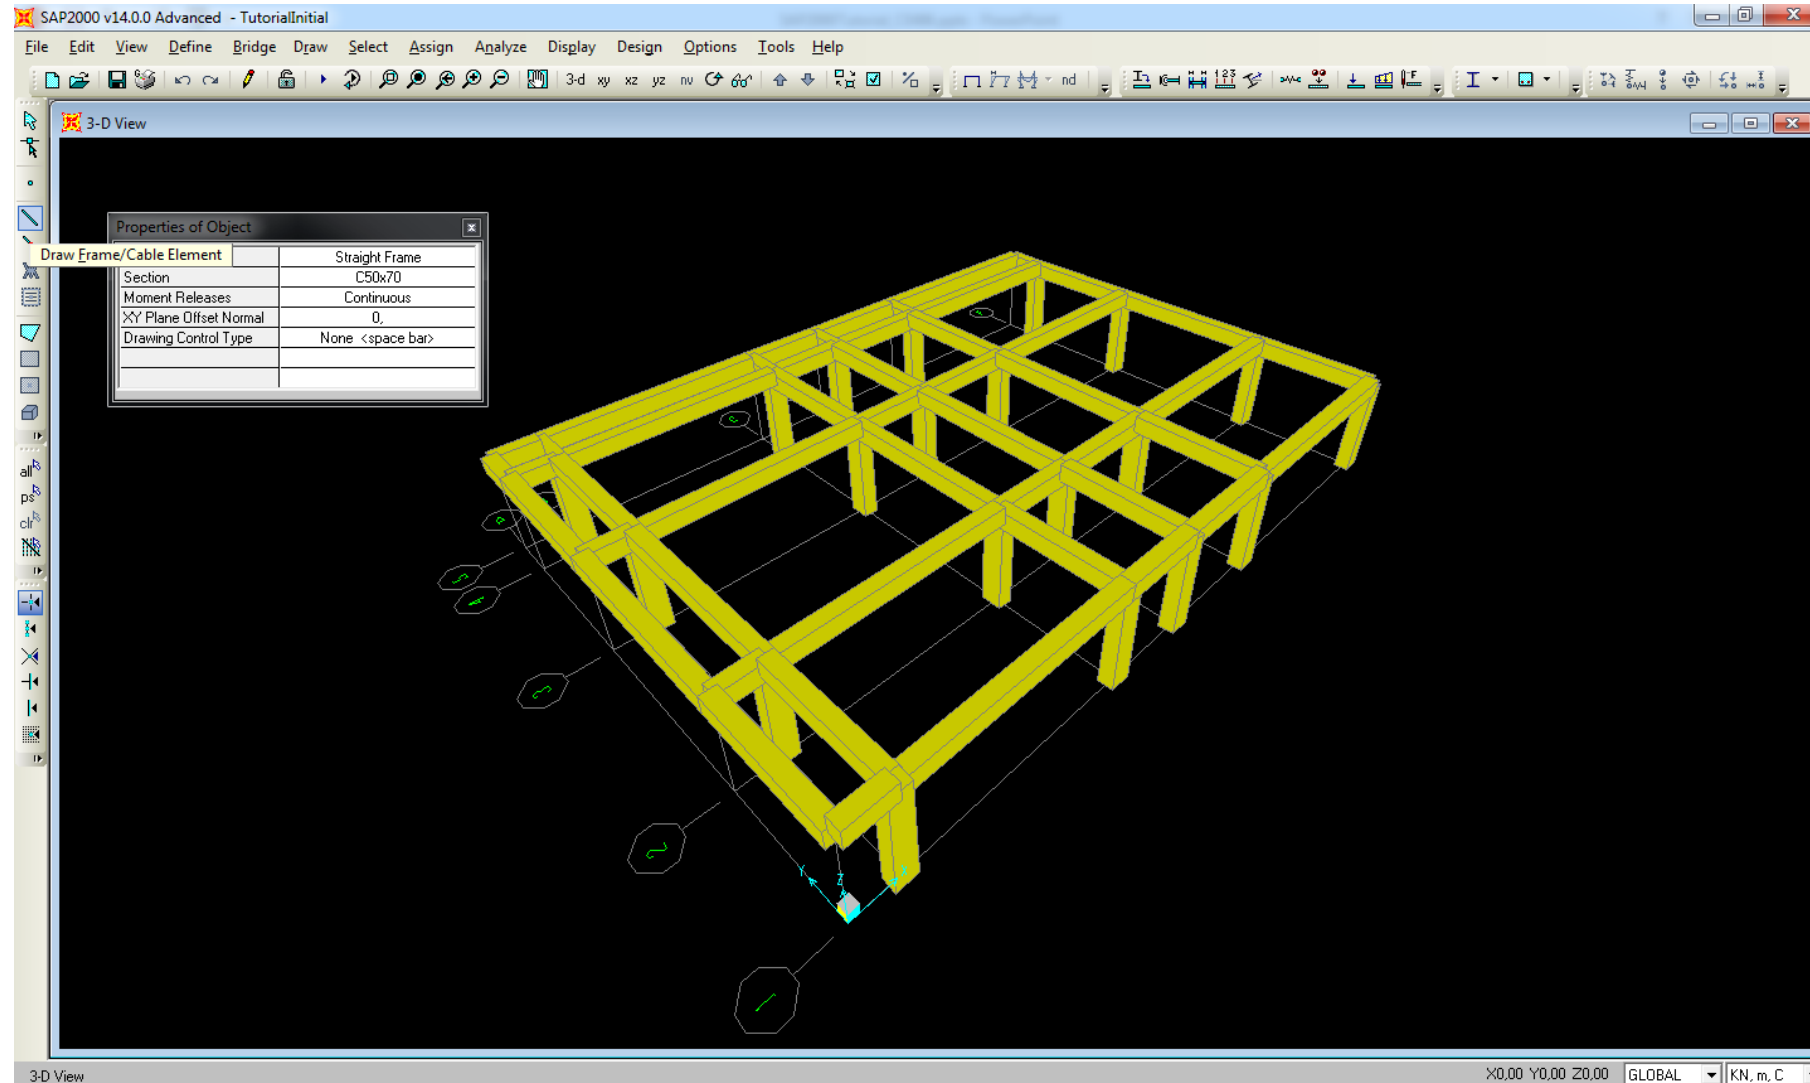 SAP2000 v14.0.0 Advanced - TutorialInitial
File Edit View Define Bridge Draw Select Assign Analyze Display Design Options Tools Help
3-d xy xz yz nv nd
3-D View
Properties of Object
Draw Frame/Cable Element
Straight Frame
Section C50x70
Moment Releases Continuous
XY Plane Offset Normal 0,
Drawing Control Type None <space bar>
all
ps
clr
Y Z
3-D View X0,00 Y0,00 Z0,00 GLOBAL KN, m, C